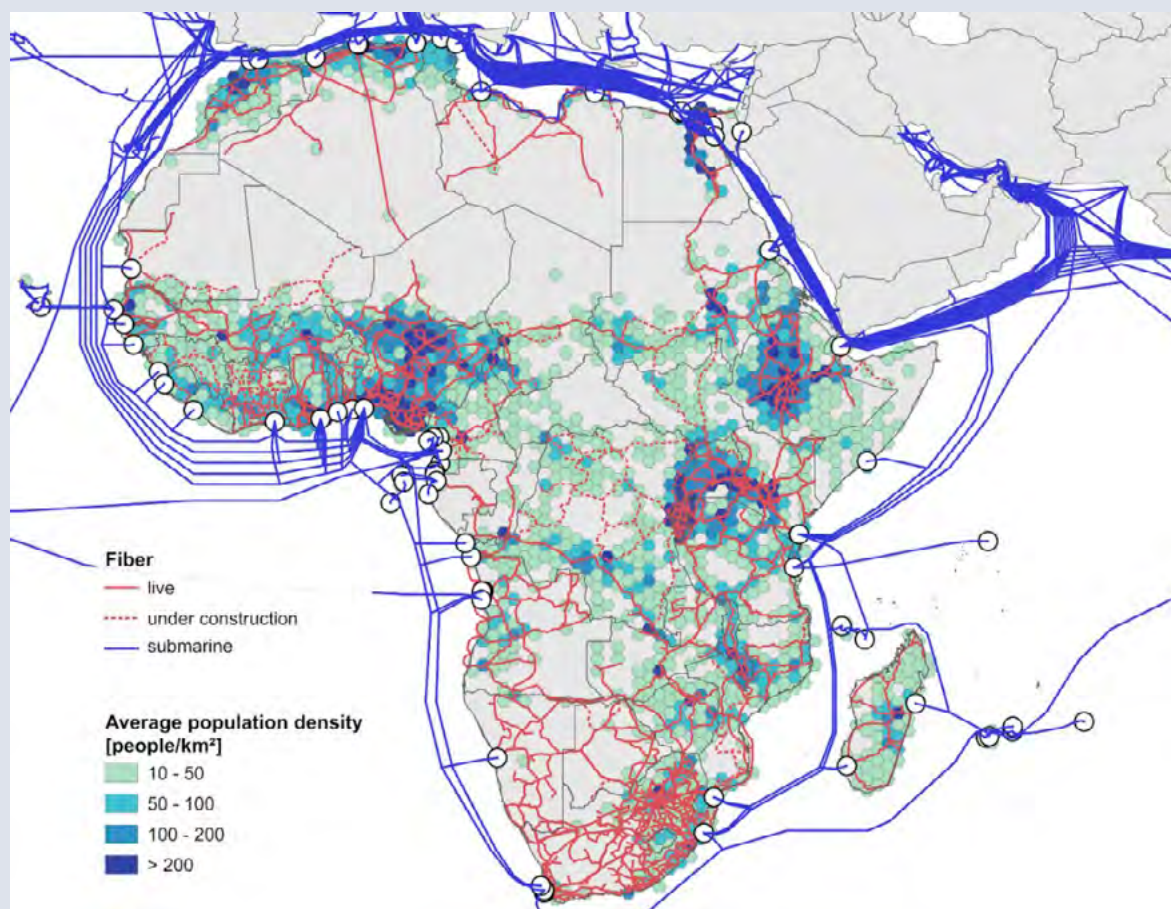 Fiber
live
under construction
submarine
Average population density
[people/km²]
10 - 50
50 - 100
100 - 200
> 200